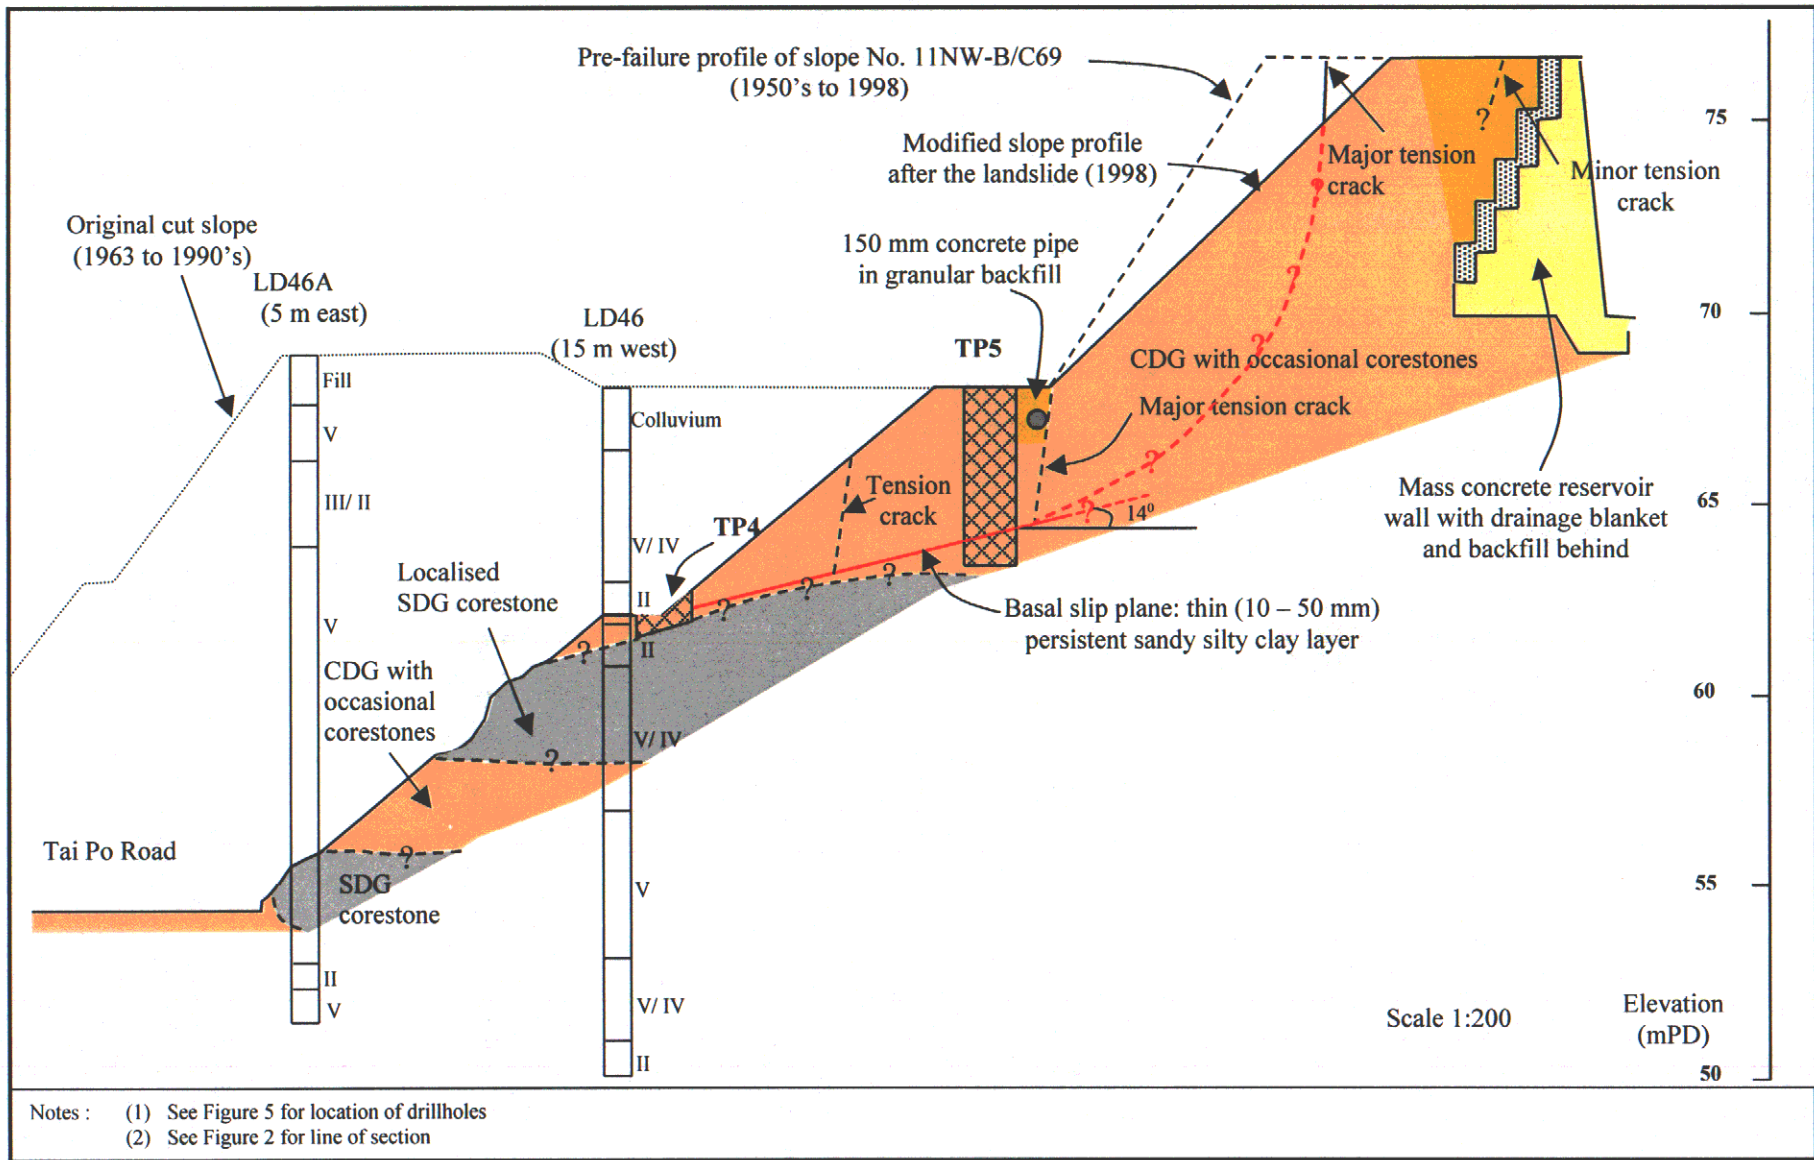 Pre-failure profile of slope No. 11NW-B/C69
(1950's to 1998)
75
Modified slope profile
after the landslide (1998)
Major tension
crack
?
Minor tension
crack
Original cut slope
(1963 to 1990's)
150 mm concrete pipe
in granular backfill
?
LD46A
(5 m east)
?
70
LD46
(15 m west)
TP5
?
CDG with occasional corestones
Fill
Major tension crack
Colluvium
V
?
III/ II
Tension
crack
?
14⁰
Mass concrete reservoir
wall with drainage blanket
and backfill behind
65
TP4
V/ IV
Localised
SDG corestone
?
?
?
II
Basal slip plane: thin (10 – 50 mm)
persistent sandy silty clay layer
V
?
II
CDG with
occasional
corestones
60
V/ IV
?
Tai Po Road
?
SDG
corestone
V
55
II
V
V/ IV
II
Scale 1:200
Elevation
(mPD)
50
Notes : (1) See Figure 5 for location of drillholes
(2) See Figure 2 for line of section